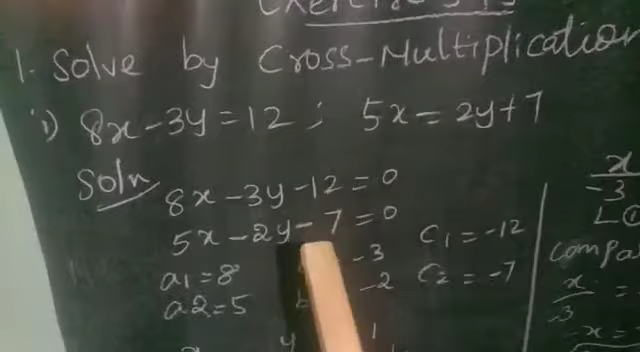 1. Solve by Cross-Multiplication
i) 8x-3y=12 ; 5x=2y+7
Soln
8x-3y-12=0
5x-2y-7=0
a1=8 -3 C1=-12
a2=5 b -2 C2=-7
x
y 1
x
-3
compa
x =
-3
-x=